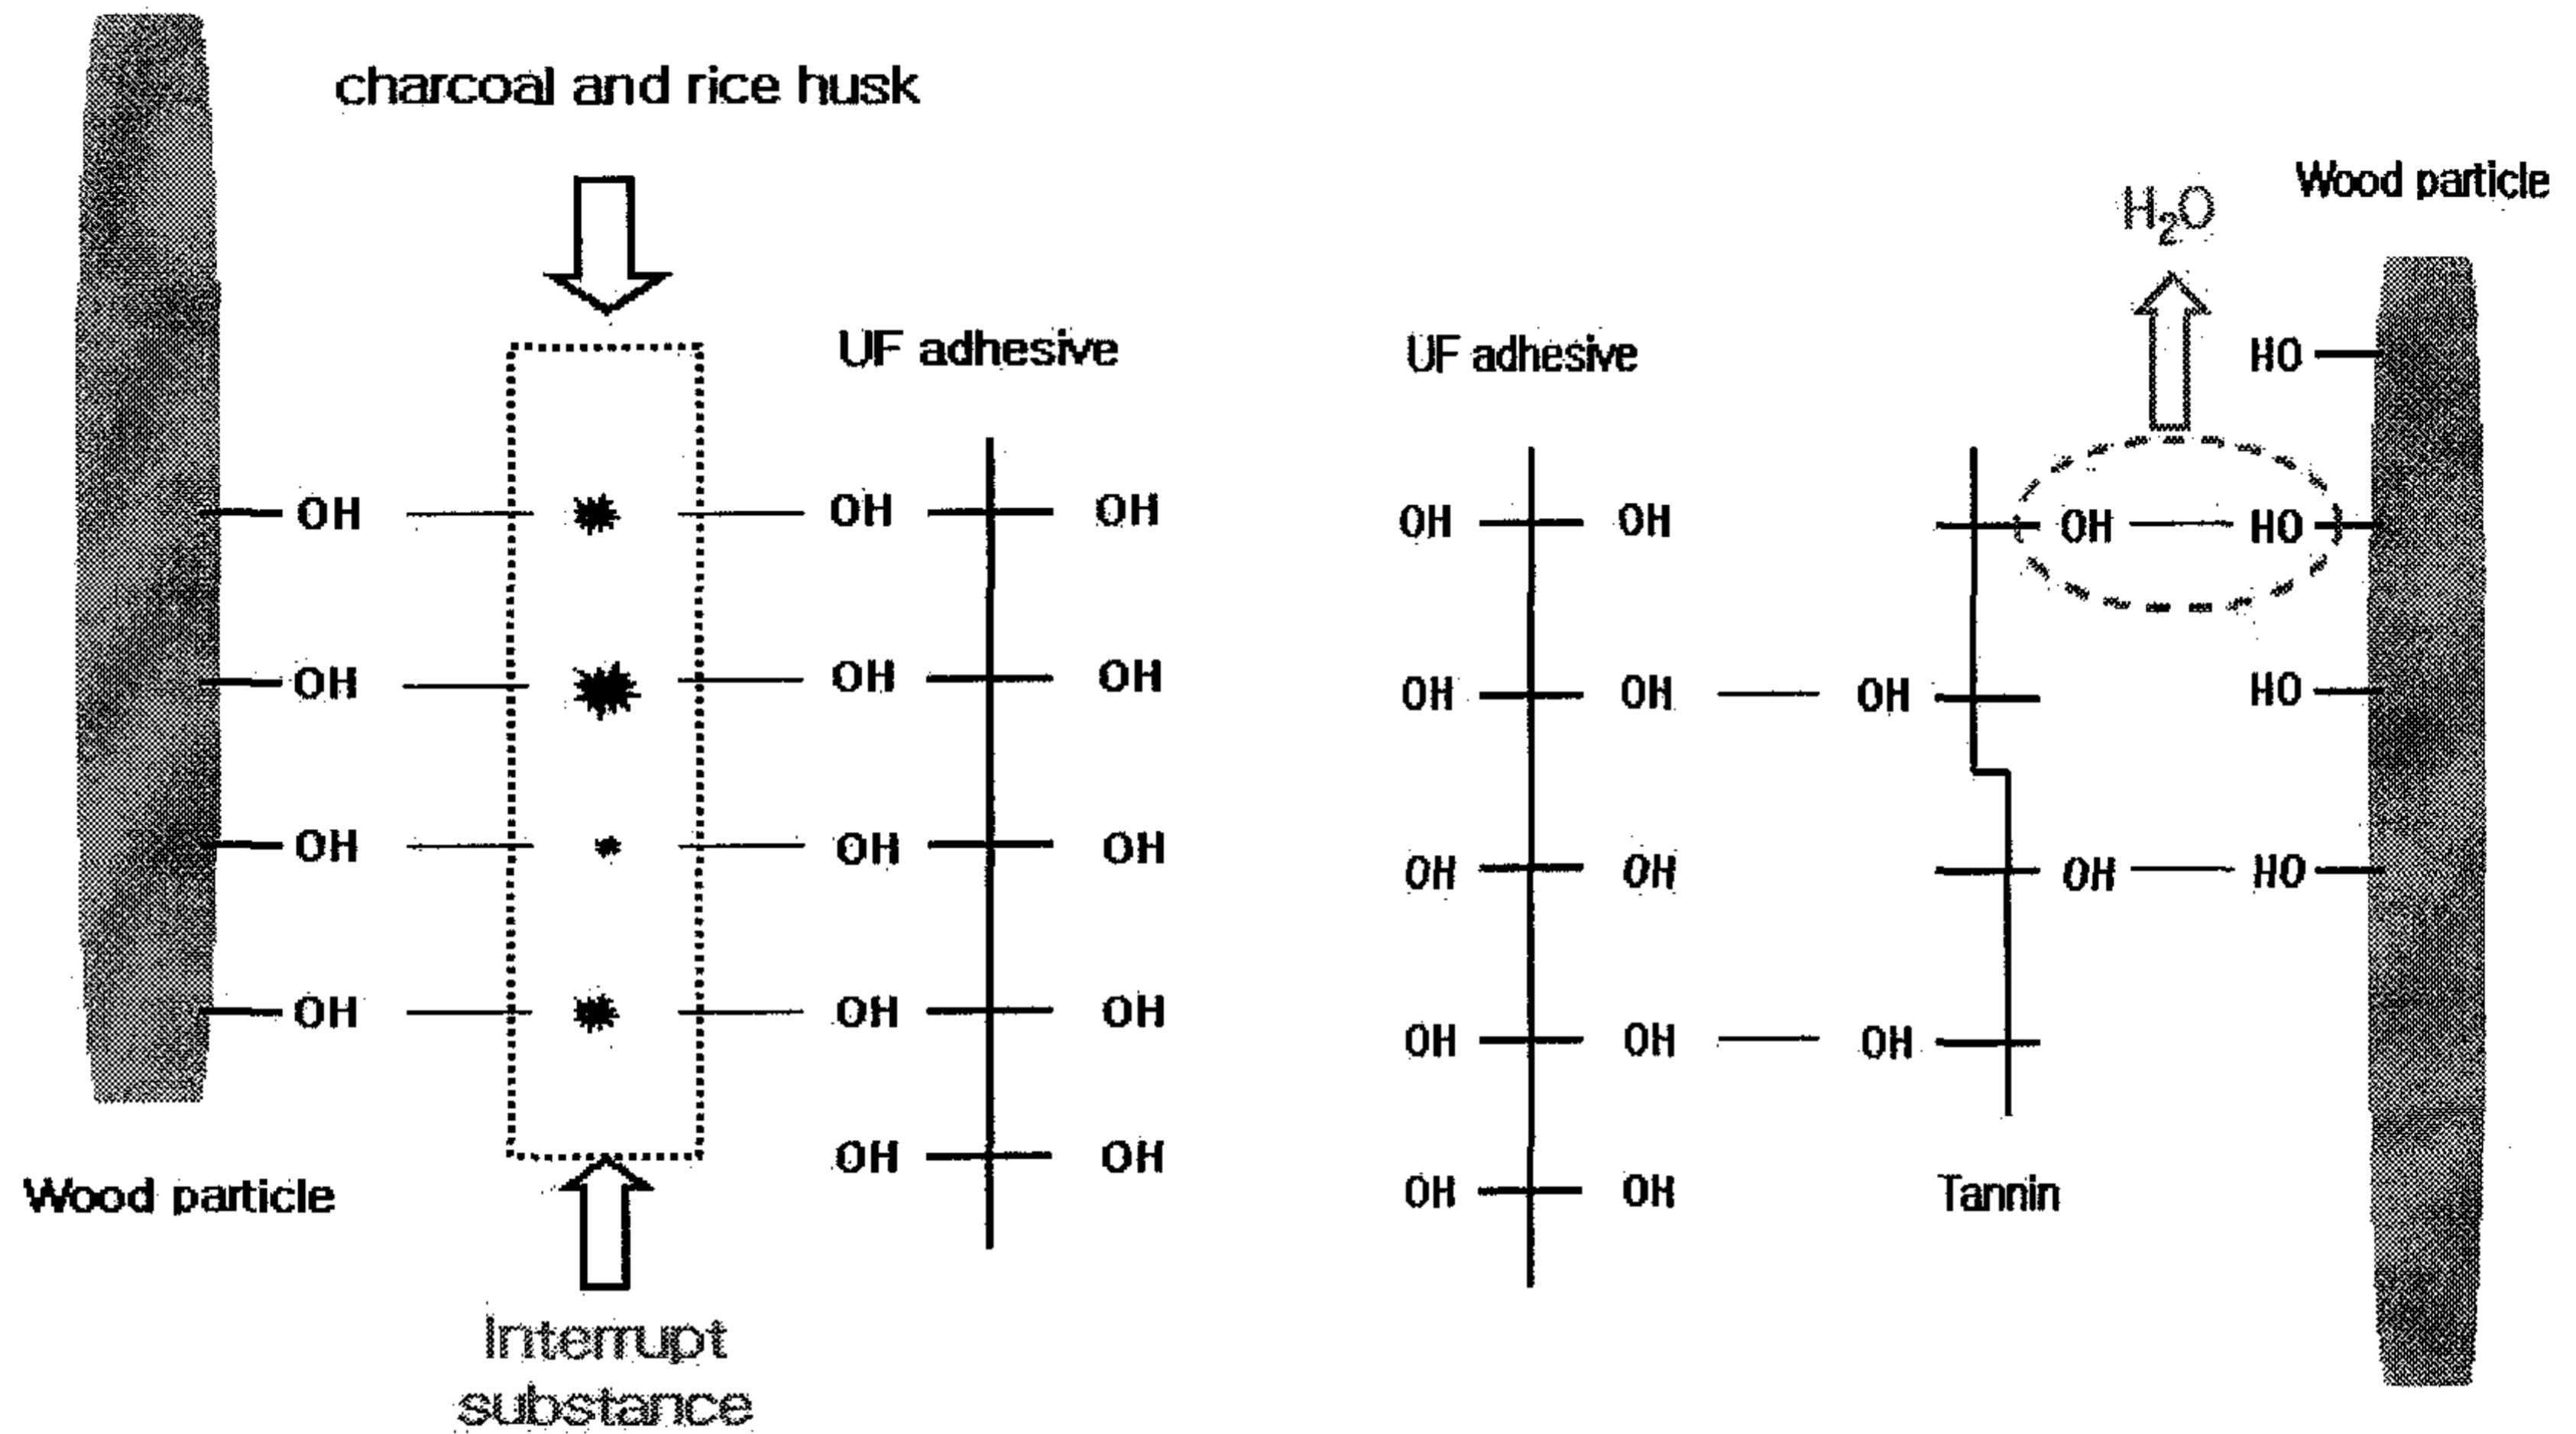 charcoal and rice husk
UF adhesive
OH OH OH
OH OH OH
OH OH OH
OH OH OH
OH OH
Wood particle
Interrupt
substance
Wood particle
H₂O
UF adhesive
HO
OH OH OH HO
OH OH OH HO
OH OH OH HO
OH OH OH
OH OH
Tannin